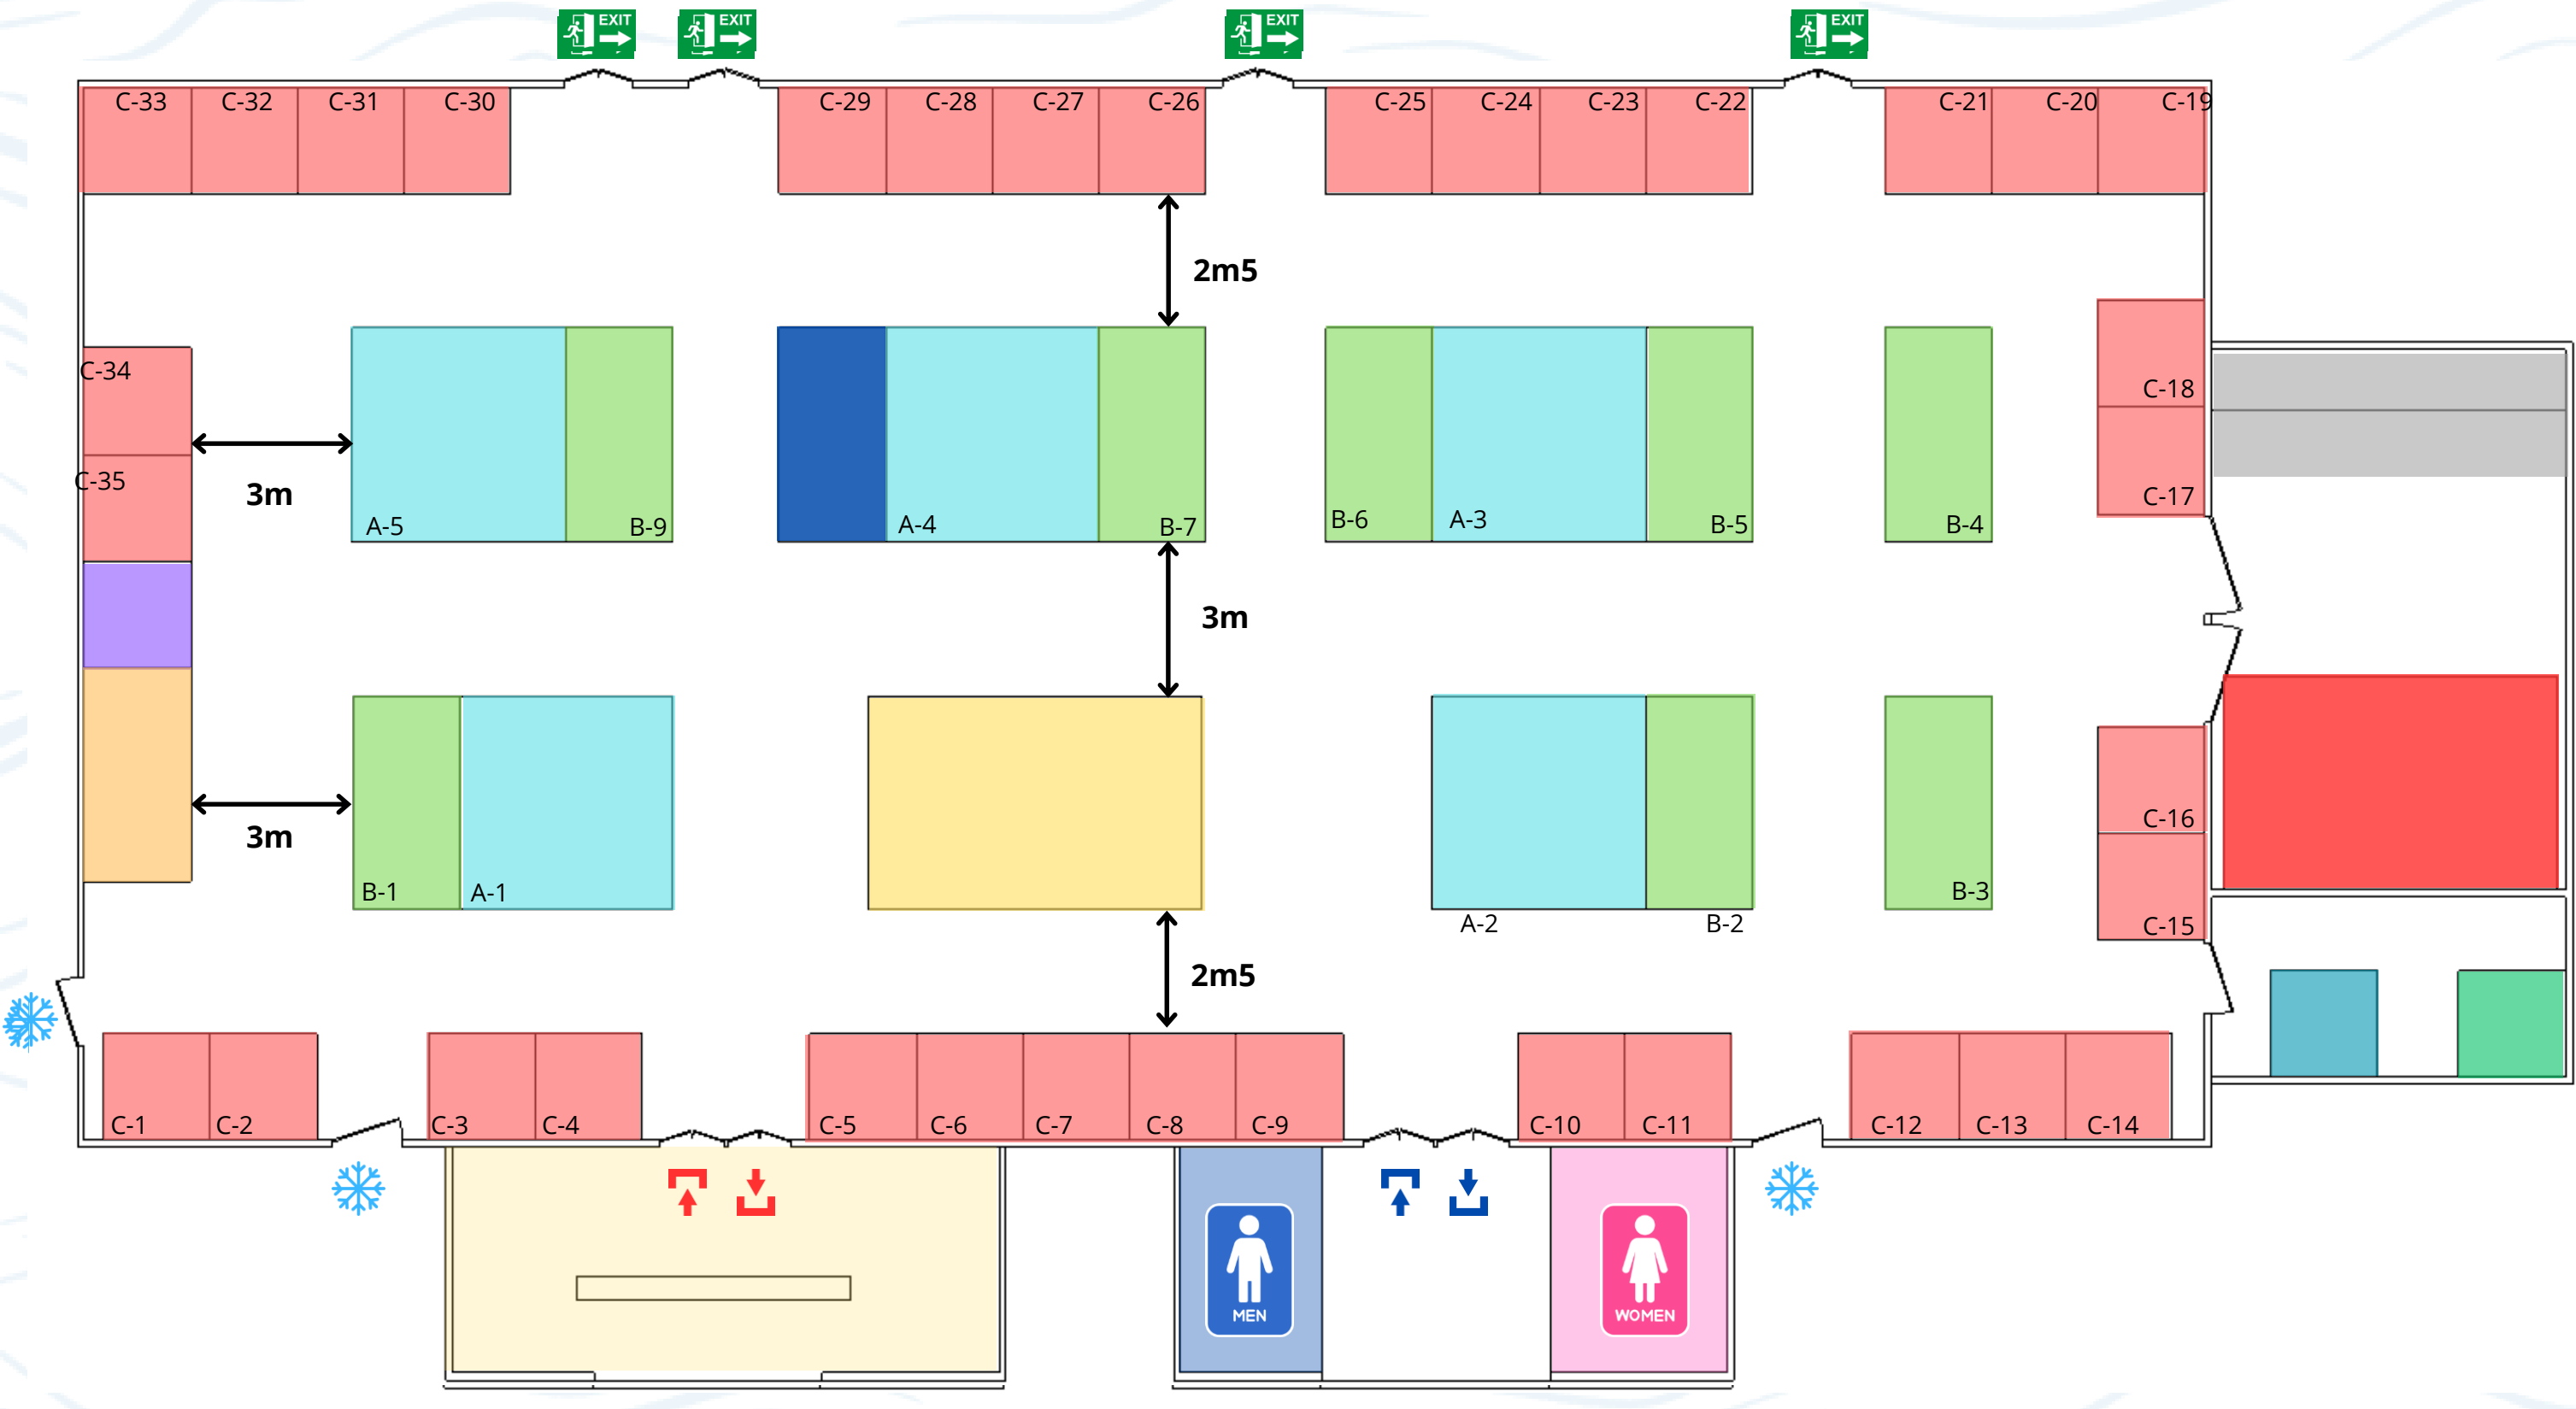 EXIT EXIT EXIT EXIT
C-33 C-32 C-31 C-30 C-29 C-28 C-27 C-26 C-25 C-24 C-23 C-22 C-21 C-20 C-19
2m5
C-34
C-18
C-35
3m
C-17
A-5 B-9 A-4 B-7 B-6 A-3 B-5 B-4
3m
C-16
3m
B-1 A-1 B-3
A-2 B-2 C-15
2m5
C-1 C-2 C-3 C-4 C-5 C-6 C-7 C-8 C-9 C-10 C-11 C-12 C-13 C-14
MEN WOMEN